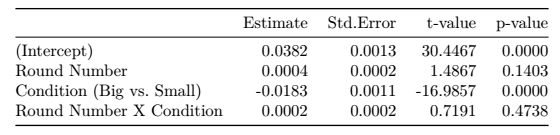 Estimate Std.Error t-value p-value
(Intercept) 0.0382 0.0013 30.4467 0.0000
Round Number 0.0004 0.0002 1.4867 0.1403
Condition (Big vs. Small) -0.0183 0.0011 -16.9857 0.0000
Round Number X Condition 0.0002 0.0002 0.7191 0.4738